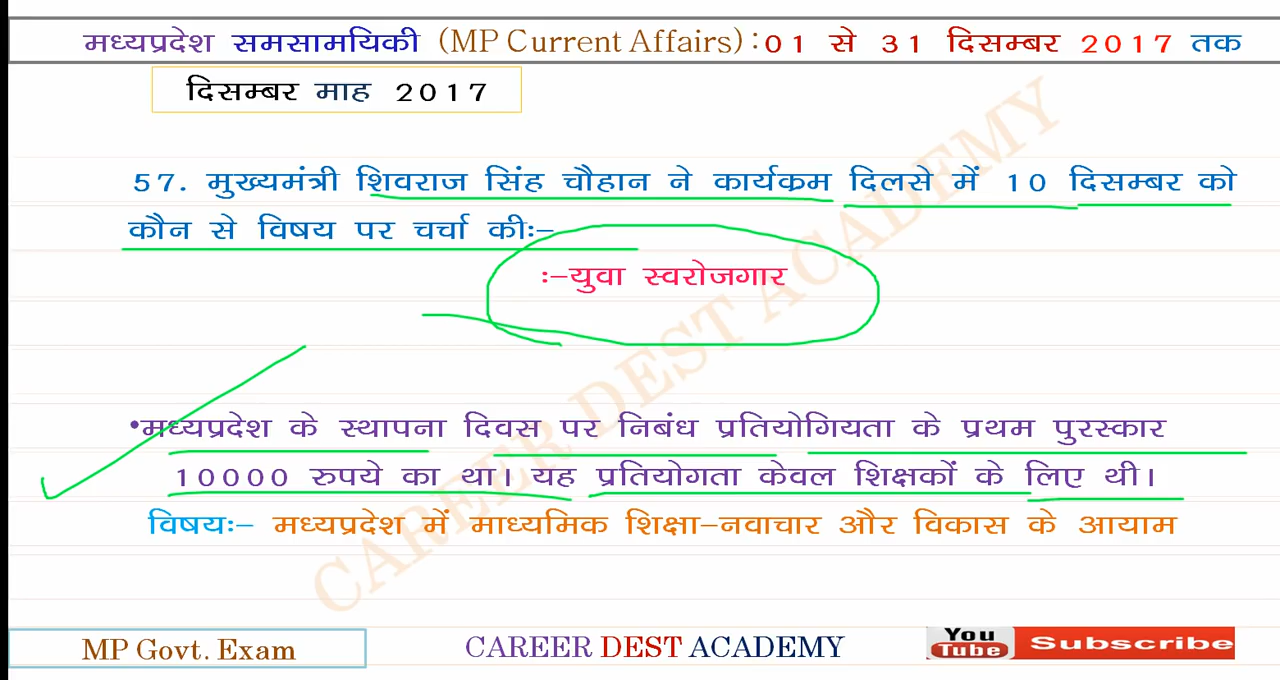 मध्यप्रदेश समसामयिकी (MP Current Affairs) : 01 से 31 दिसम्बर 2017 तक
दिसम्बर माह 2017
57. मुख्यमंत्री शिवराज सिंह चौहान ने कार्यक्रम दिलसे में 10 दिसम्बर को
कौन से विषय पर चर्चा की:–
:–युवा स्वरोजगार
•मध्यप्रदेश के स्थापना दिवस पर निबंध प्रतियोगियता के प्रथम पुरस्कार
10000 रुपये का था। यह प्रतियोगता केवल शिक्षकों के लिए थी।
विषय:– मध्यप्रदेश में माध्यमिक शिक्षा–नवाचार और विकास के आयाम
CAREER DEST ACADEMY
MP Govt. Exam
CAREER DEST ACADEMY
You Tube Subscribe